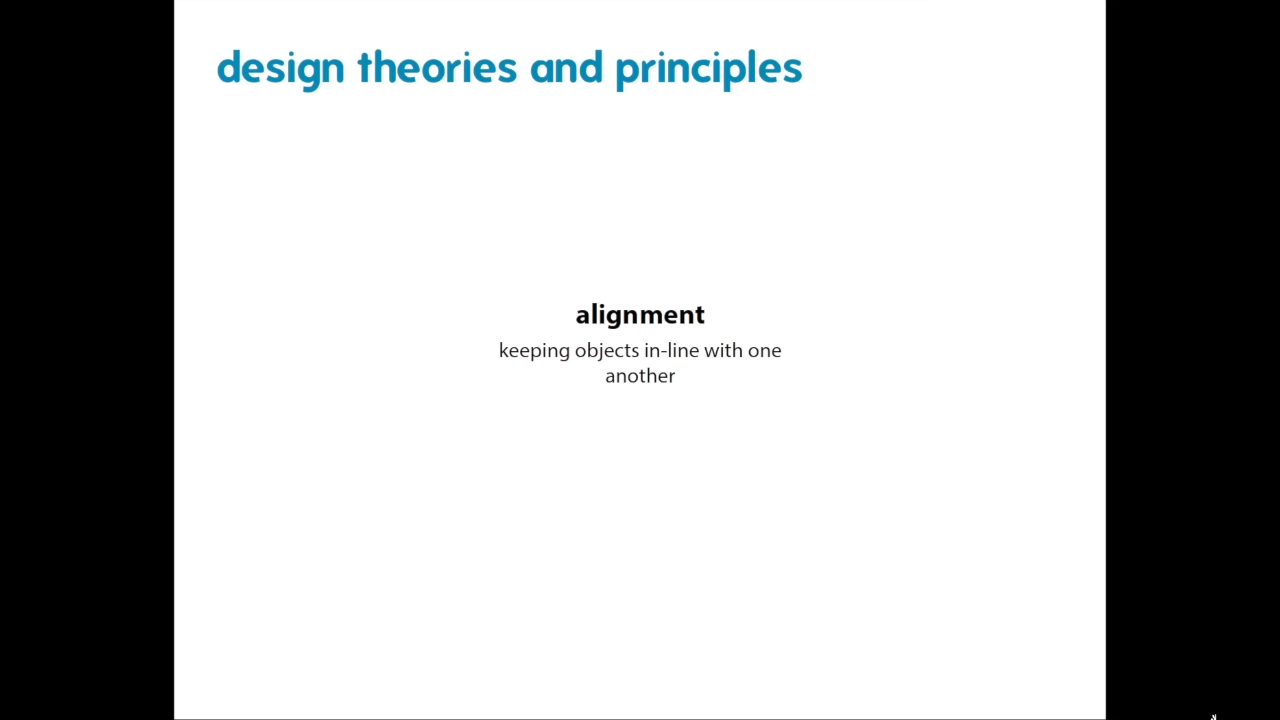 design theories and principles
alignment
keeping objects in-line with one
another